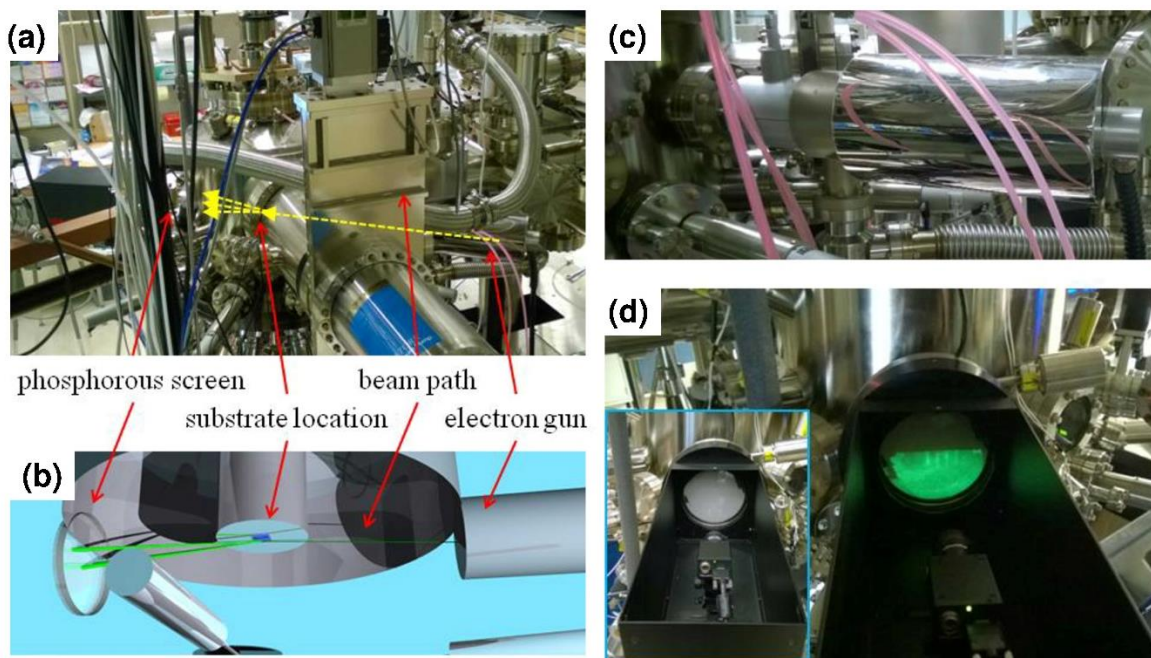 (a)
(c)
phosphorous screen
beam path
substrate location
electron gun
(b)
(d)